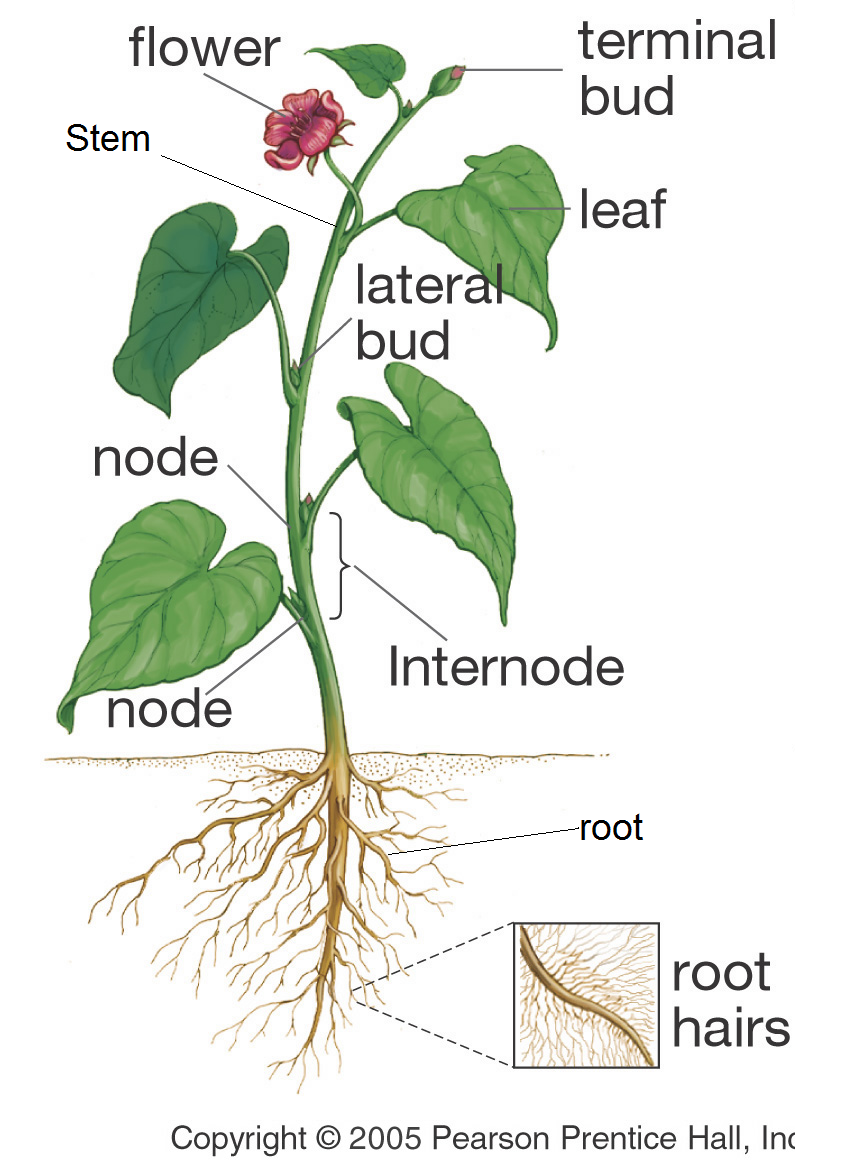 flower
terminal
bud
Stem
leaf
lateral
bud
node
Internode
node
root
root
hairs
Copyright © 2005 Pearson Prentice Hall, Inc